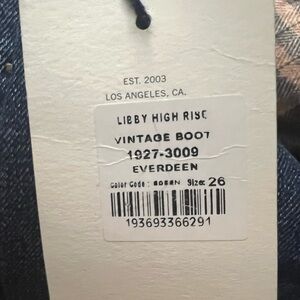 EST. 2003
LOS ANGELES, CA.
LIBBY HIGH RISE
VINTAGE BOOT
1927-3009
EVERDEEN
Color Code: Size: 26
193693366291